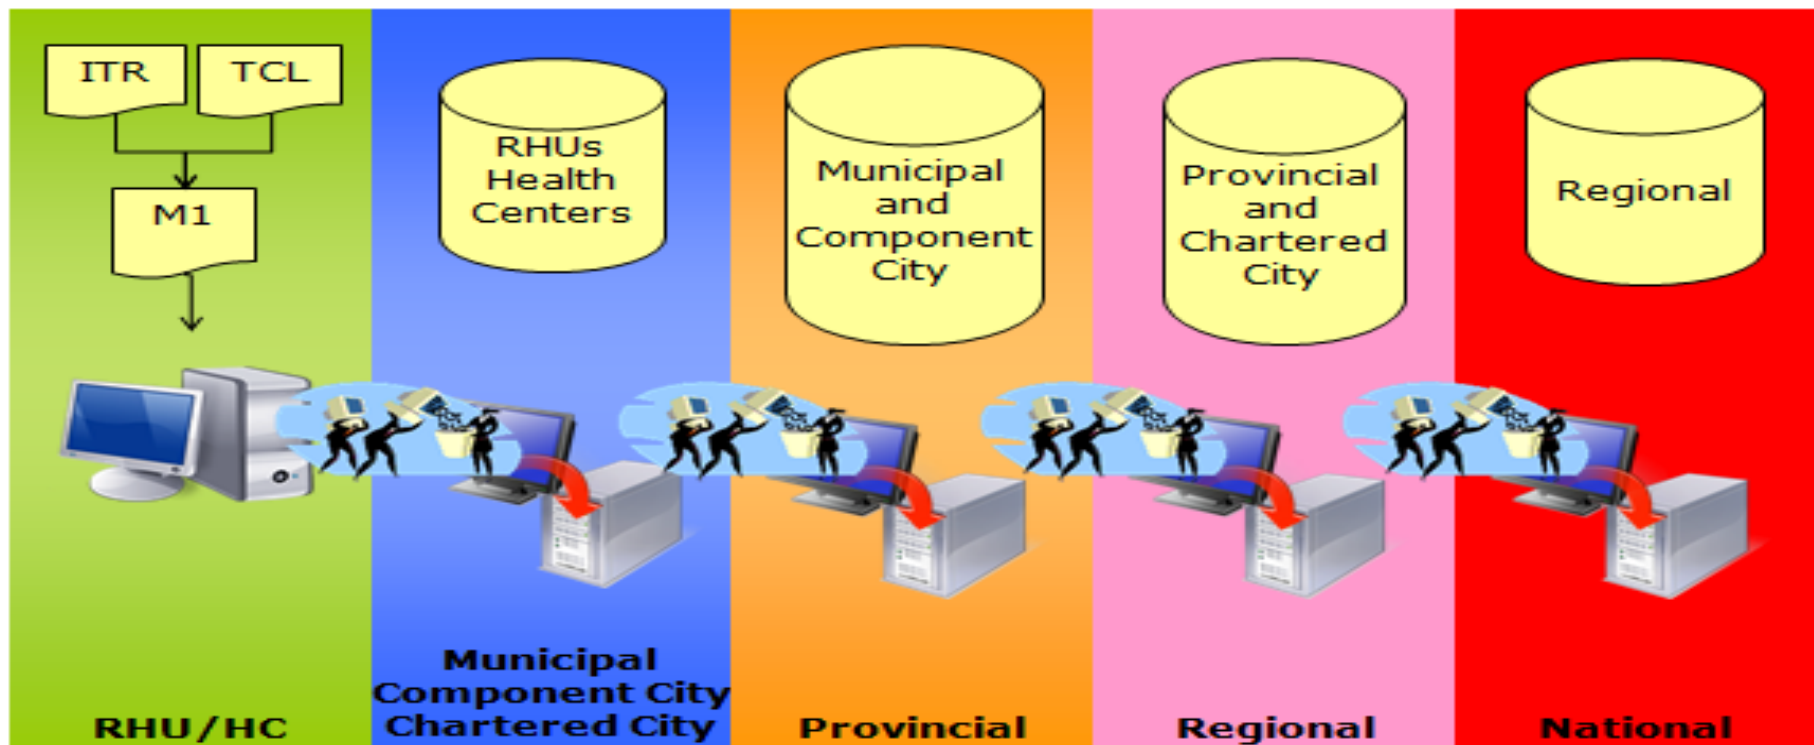 ITR
TCL
M1
RHUs
Health
Centers
Municipal
and
Component
City
Provincial
and
Chartered
City
Regional
RHU/HC
Municipal
Component City
Chartered City
Provincial
Regional
National